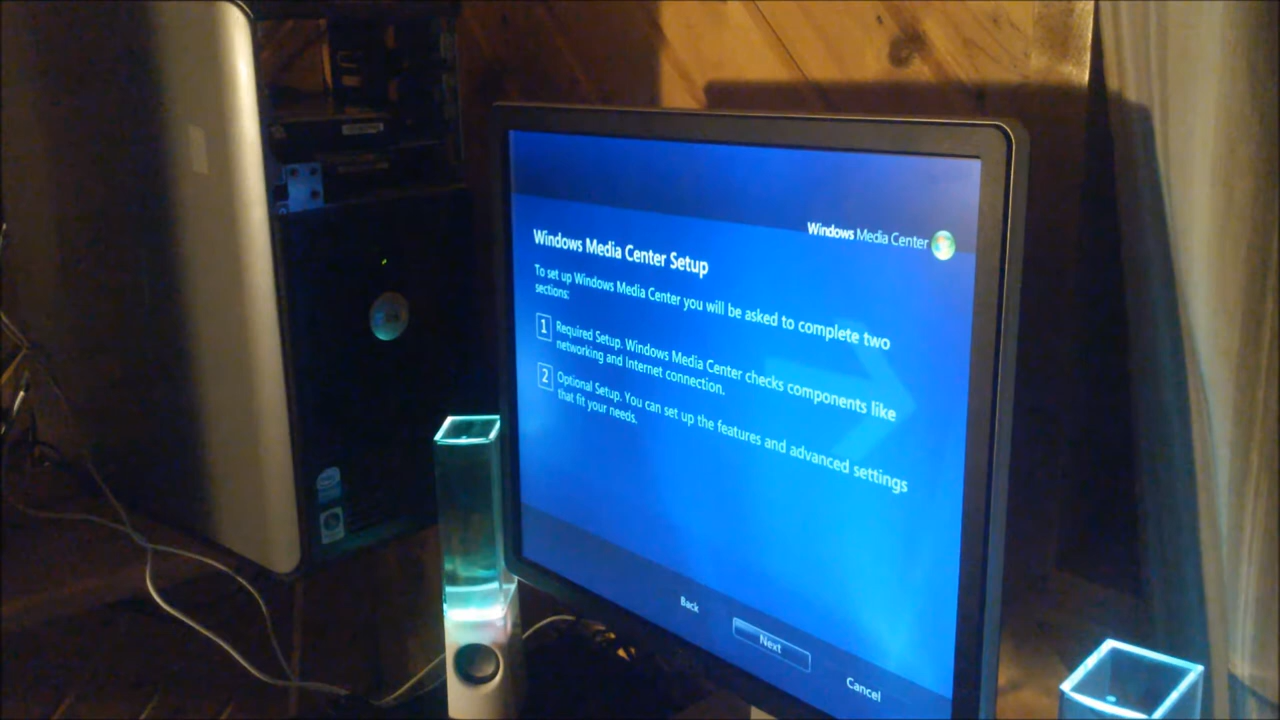 Windows Media Center
Windows Media Center Setup
To set up Windows Media Center you will be asked to complete two
sections:
1 Required Setup. Windows Media Center checks components like
networking and Internet connection.
2 Optional Setup. You can set up the features and advanced settings
that fit your needs.
Back
Next
Cancel